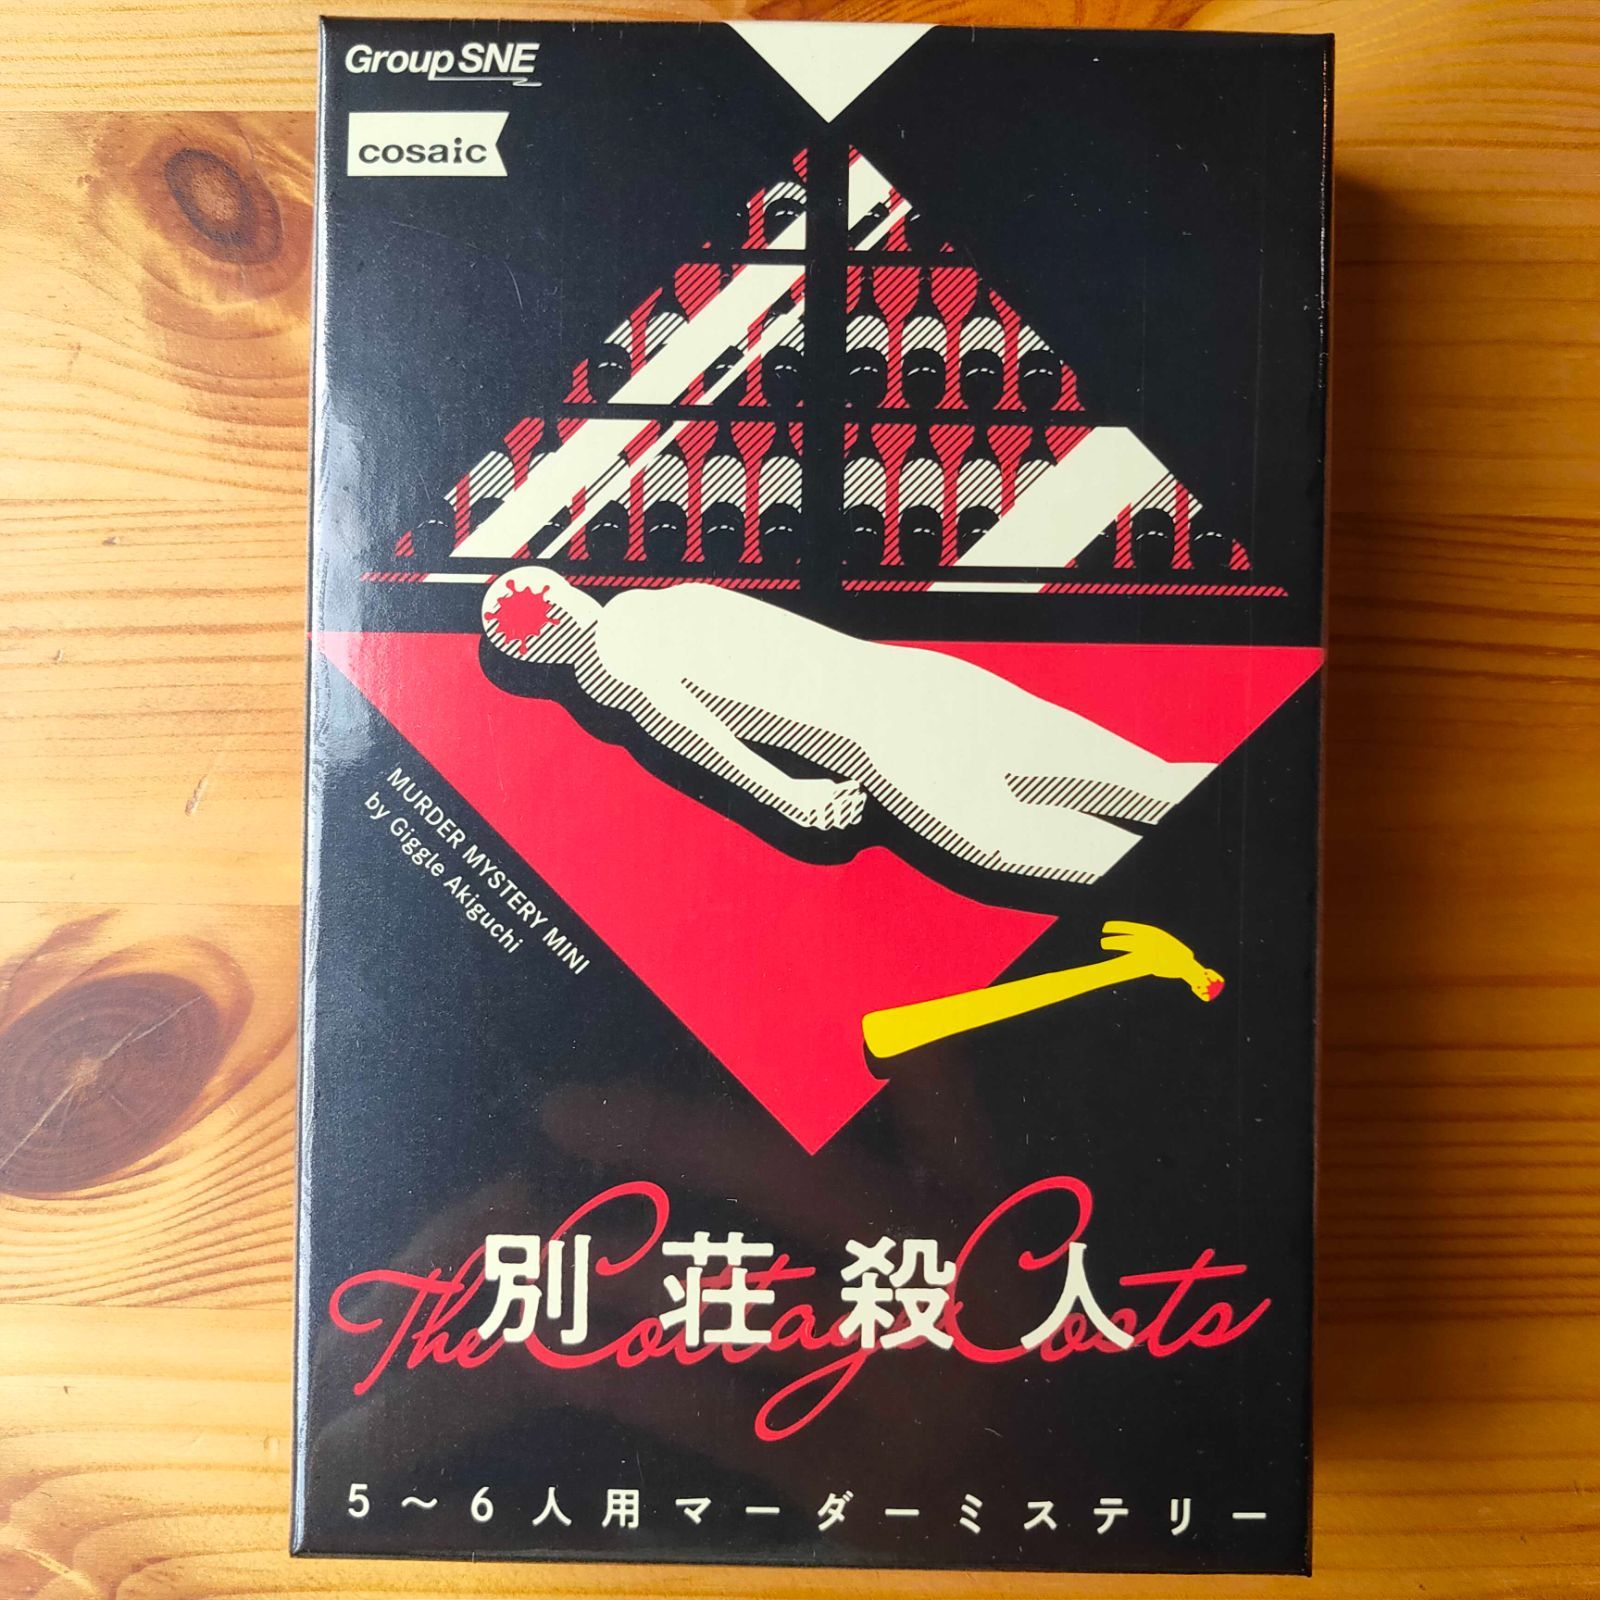 Group SNE
cosaic
MURDER MYSTERY MINI
by Giggle Akiguchi
The Cottage Coats
別荘殺人
5～6人用マーダーミステリー